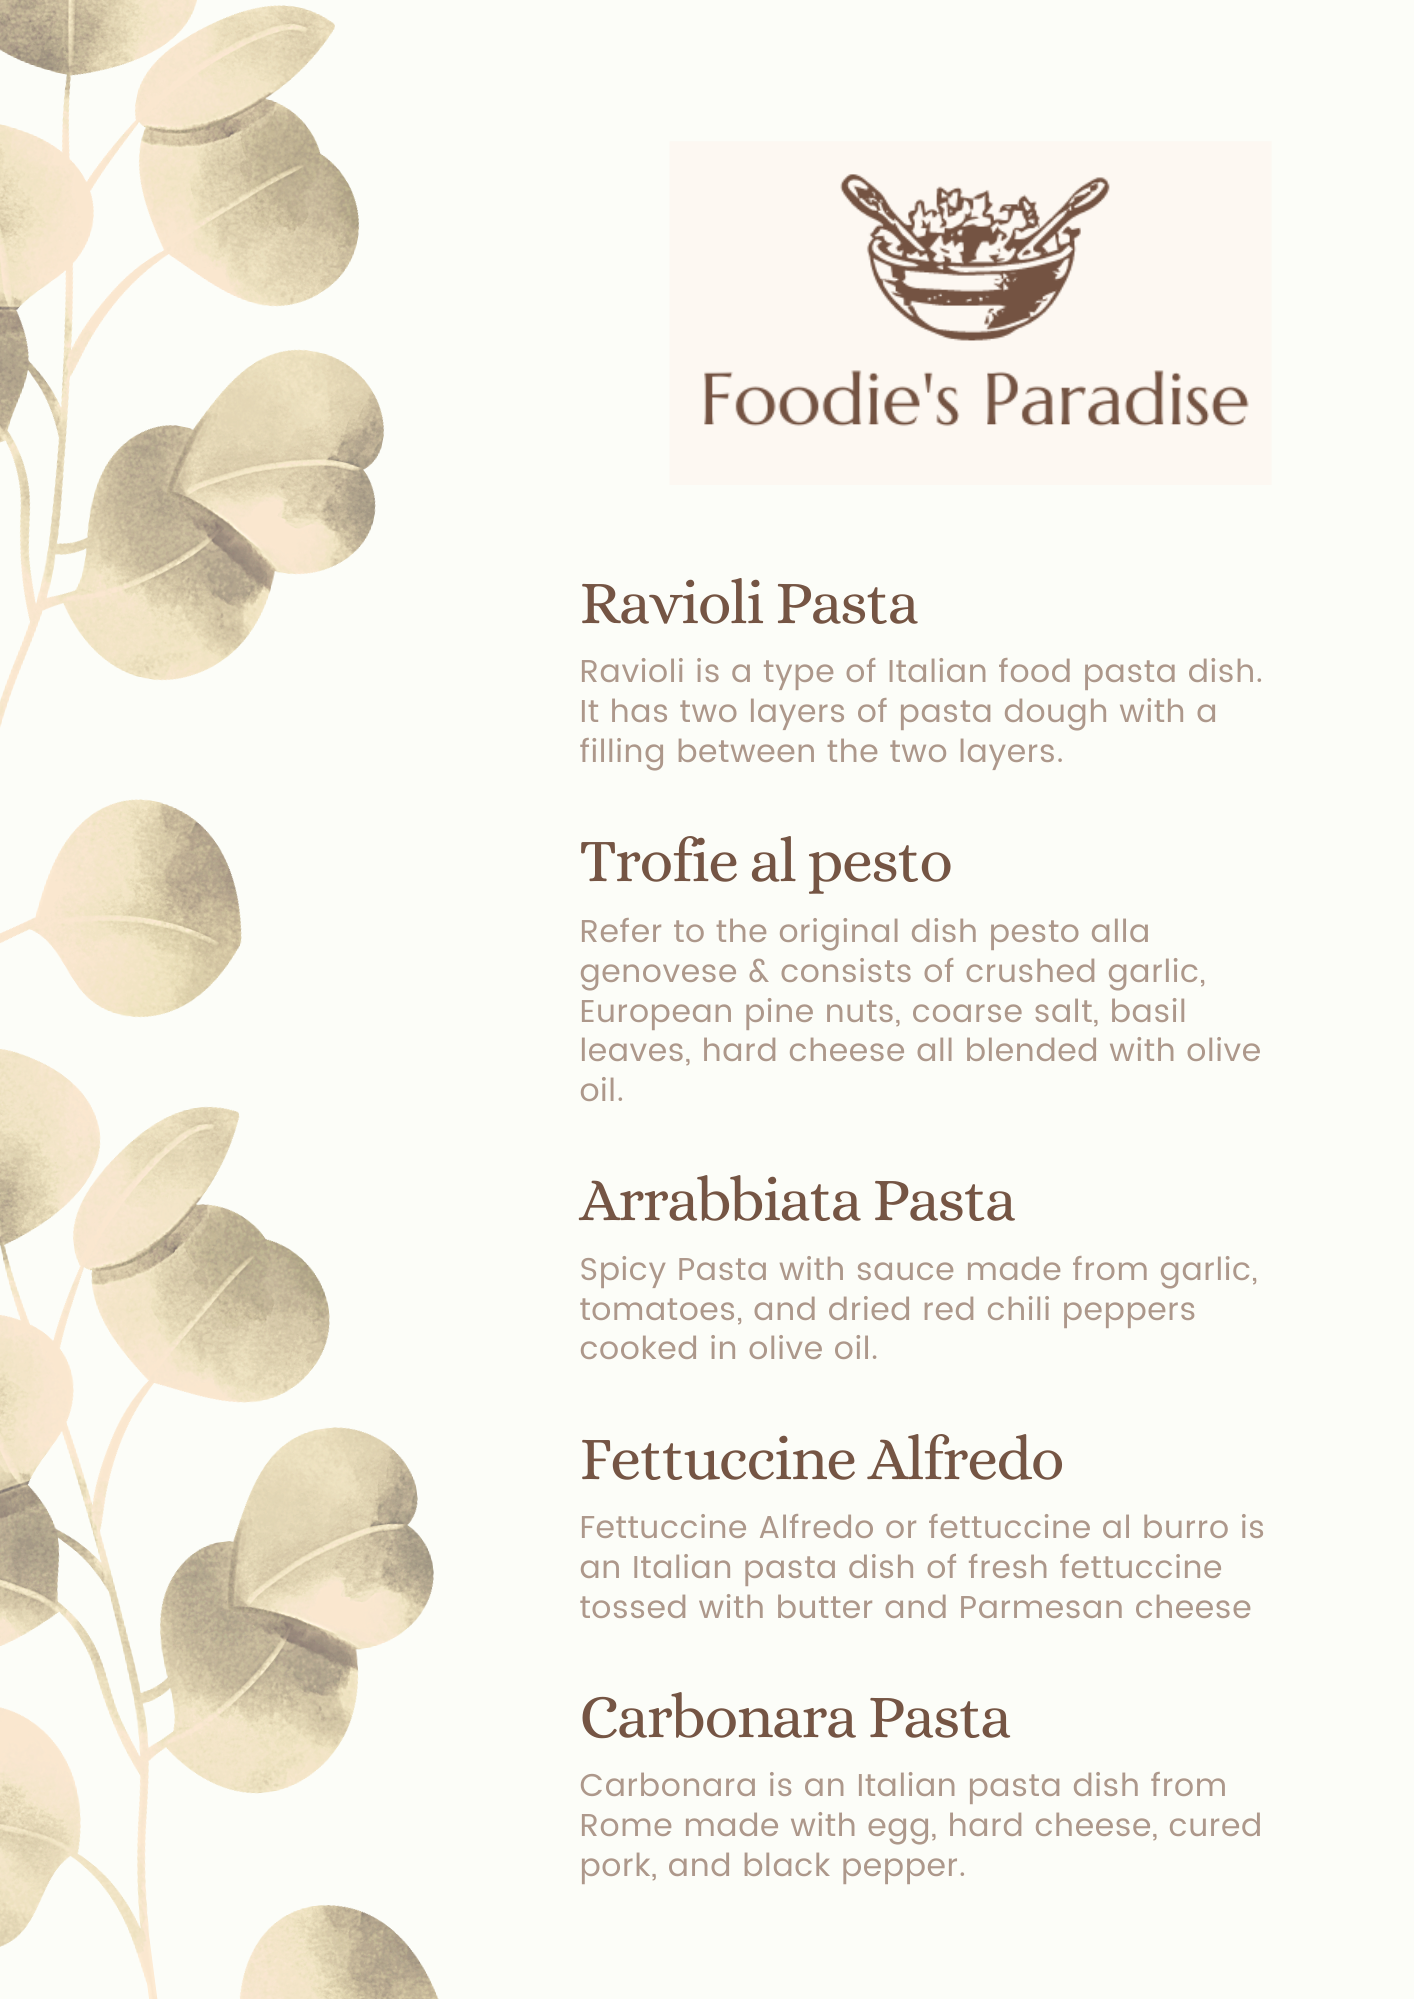 Foodie's Paradise
Ravioli Pasta
Ravioli is a type of Italian food pasta dish.
It has two layers of pasta dough with a
filling between the two layers.
Trofie al pesto
Refer to the original dish pesto alla
genovese & consists of crushed garlic,
European pine nuts, coarse salt, basil
leaves, hard cheese all blended with olive
oil.
Arrabbiata Pasta
Spicy Pasta with sauce made from garlic,
tomatoes, and dried red chili peppers
cooked in olive oil.
Fettuccine Alfredo
Fettuccine Alfredo or fettuccine al burro is
an Italian pasta dish of fresh fettuccine
tossed with butter and Parmesan cheese
Carbonara Pasta
Carbonara is an Italian pasta dish from
Rome made with egg, hard cheese, cured
pork, and black pepper.